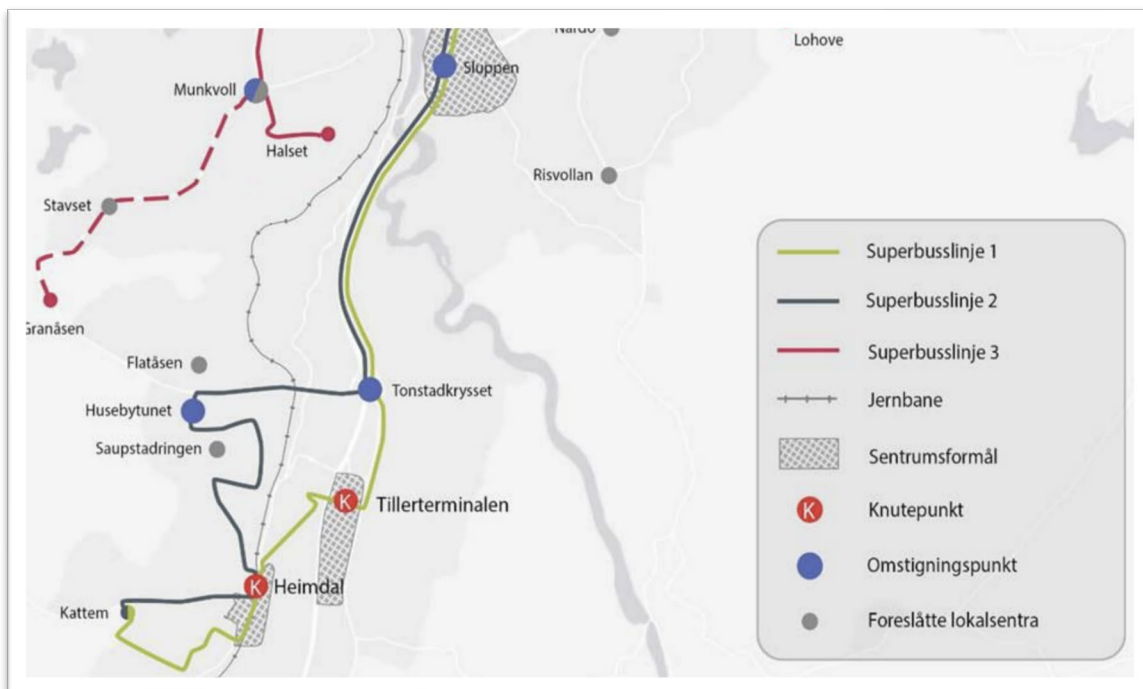 Nardo
Lohove
Sluppen
Munkvoll
Halset
Risvollan
Stavset
Granåsen
Flatåsen
Tonstadkrysset
Husebytunet
Saupstadringen
K
Tillerterminalen
K
Heimdal
Kattem
Superbusslinje 1
Superbusslinje 2
Superbusslinje 3
Jernbane
Sentrumsformål
K
Knutepunkt
Omstigningspunkt
Foreslåtte lokalsentra